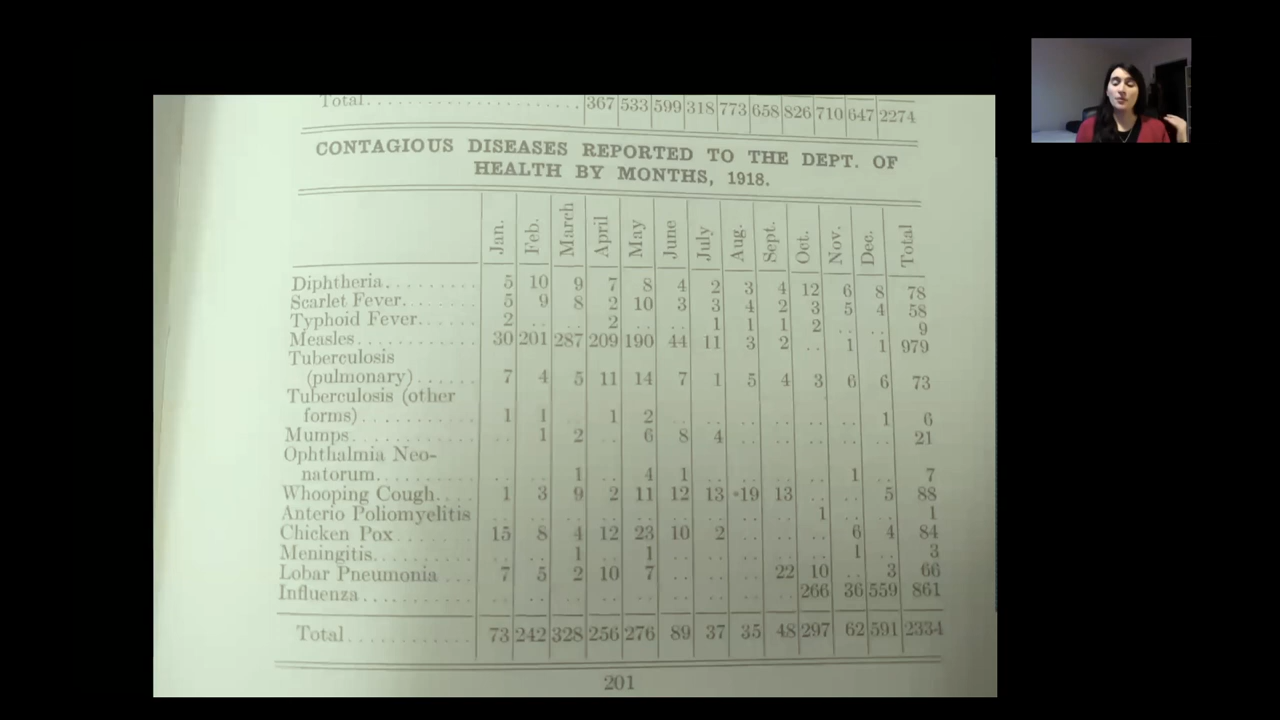 Total . . . . . . . . . . . . . . . . . . . . . . 367 533 599 318 773 658 826 710 647 2274
CONTAGIOUS DISEASES REPORTED TO THE DEPT. OF
HEALTH BY MONTHS, 1918.
Jan. Feb. March April May June July Aug. Sept. Oct. Nov. Dec. Total
Diphtheria . . . . . . . . . 5 10 9 7 8 4 2 3 4 12 6 8 78
Scarlet Fever . . . . . . . 5 9 8 2 10 3 3 4 2 3 5 4 58
Typhoid Fever . . . . . . 2 . . . . 2 . . . . 1 1 1 2 . . . . 9
Measles . . . . . . . . . . . . 30 201 287 209 190 44 11 3 2 . . 1 1 979
Tuberculosis
(pulmonary) . . . . . . 7 4 5 11 14 7 1 5 4 3 6 6 73
Tuberculosis (other
forms) . . . . . . . . . . . . 1 1 . . 1 2 . . . . . . . . . . . . 1 6
Mumps . . . . . . . . . . . . . . . 1 2 . . 6 8 4 . . . . . . . . . . 21
Ophthalmia Neo-
natorum . . . . . . . . . . . . . . 1 . . 4 1 . . . . . . . . 1 . . 7
Whooping Cough . . . . 1 3 9 2 11 12 13 *19 13 . . . . 5 88
Anterio Poliomyelitis . . . . . . . . . . . . . . . . . . 1 . . . . 1
Chicken Pox . . . . . . . 15 8 4 12 23 10 2 . . . . . . 6 4 84
Meningitis . . . . . . . . . . . . . . 1 . . 1 . . . . . . . . . . 1 . . 3
Lobar Pneumonia . . . 7 5 2 10 7 . . . . . . 22 10 . . 3 66
Influenza . . . . . . . . . . . . . . . . . . . . . . . . . . . . . . 266 36 559 861
Total . . . . . . . . . . . . 73 242 328 256 276 89 37 35 48 297 62 591 2334
201